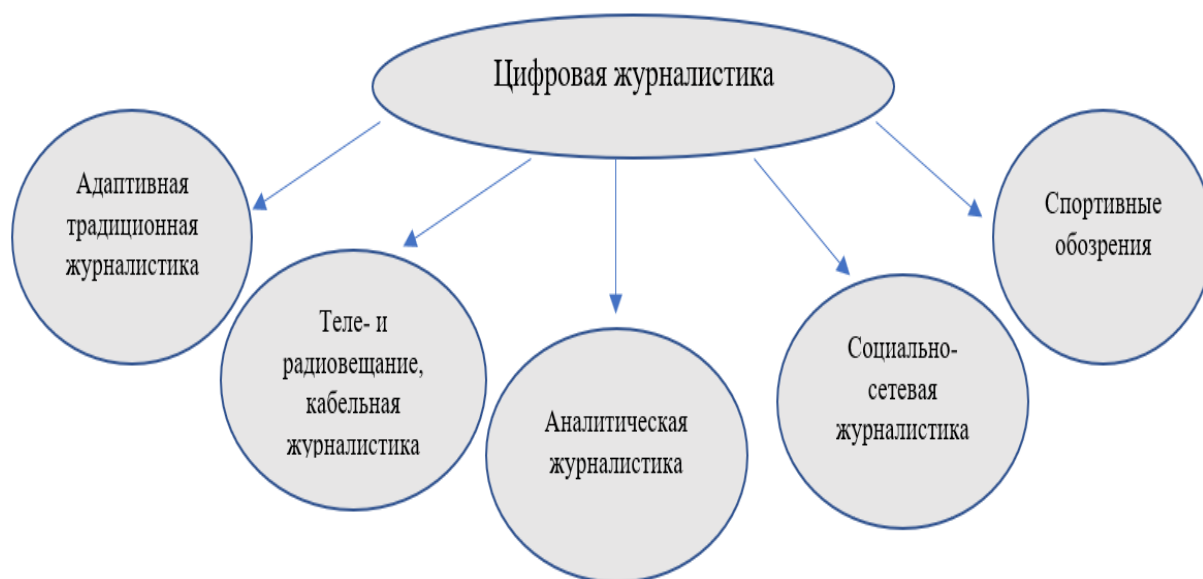 Цифровая журналистика
Адаптивная
традиционная
журналистика
Теле- и
радиовещание,
кабельная
журналистика
Аналитическая
журналистика
Социально-
сетевая
журналистика
Спортивные
обозрения